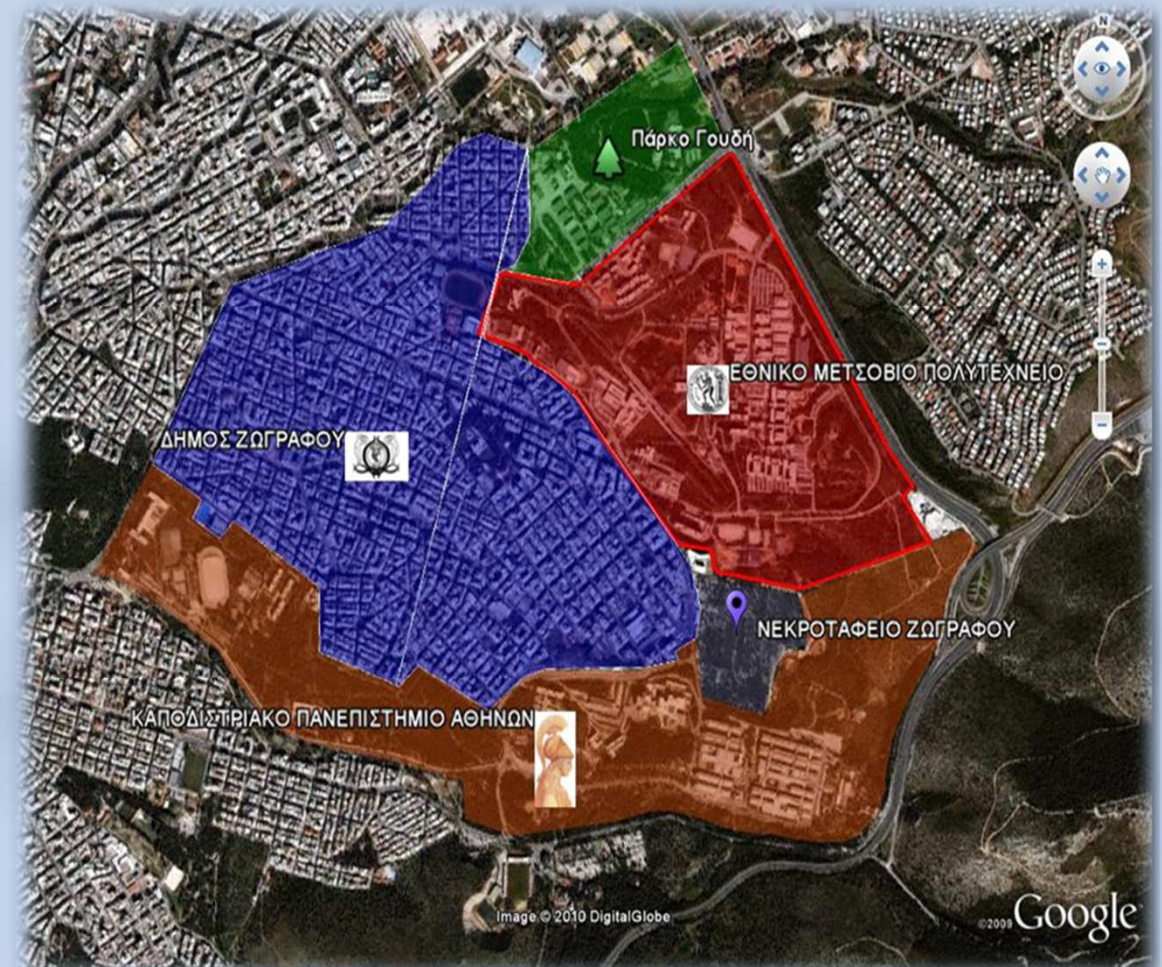 N
Πάρκο Γουδή
ΕΘΝΙΚΟ ΜΕΤΣΟΒΙΟ ΠΟΛΥΤΕΧΝΕΙΟ
ΔΗΜΟΣ ΖΩΓΡΑΦΟΥ
ΝΕΚΡΟΤΑΦΕΙΟ ΖΩΓΡΑΦΟΥ
ΚΑΠΟΔΙΣΤΡΙΑΚΟ ΠΑΝΕΠΙΣΤΗΜΙΟ ΑΘΗΝΩΝ
Image © 2010 DigitalGlobe
©2009 Google